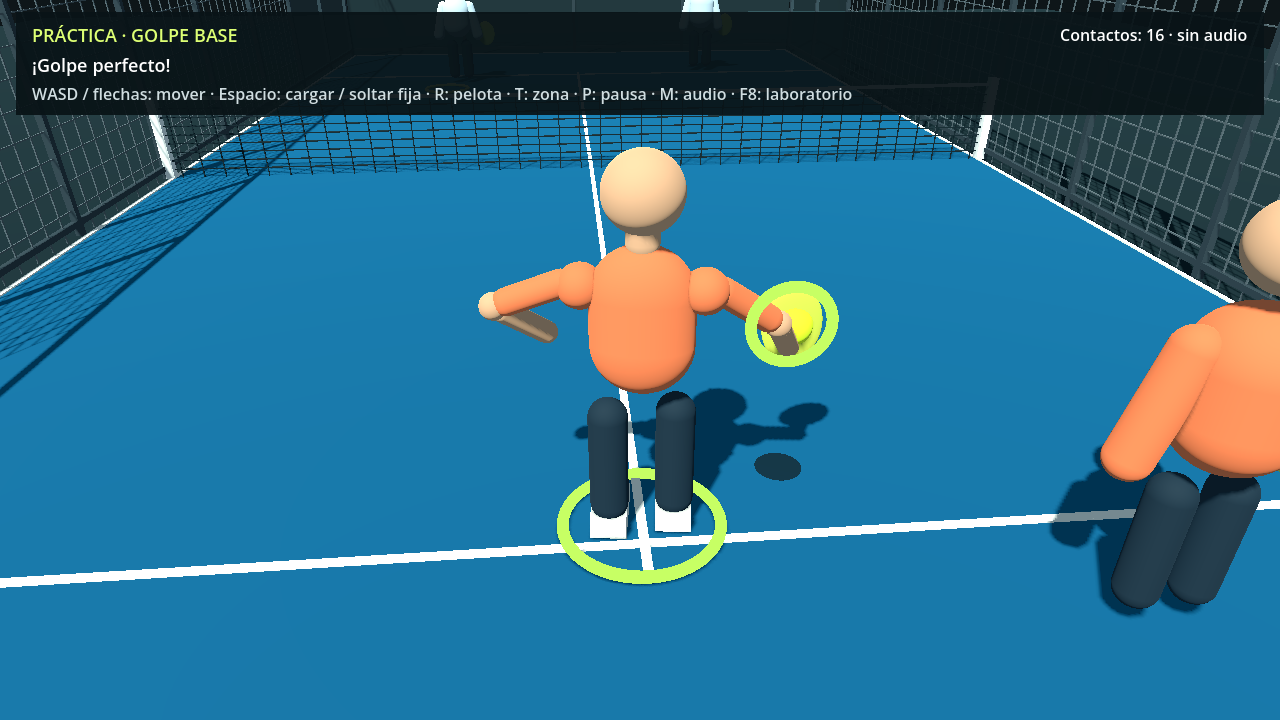 PRÁCTICA · GOLPE BASE
Contactos: 16 · sin audio
¡Golpe perfecto!
WASD / flechas: mover · Espacio: cargar / soltar fija · R: pelota · T: zona · P: pausa · M: audio · F8: laboratorio